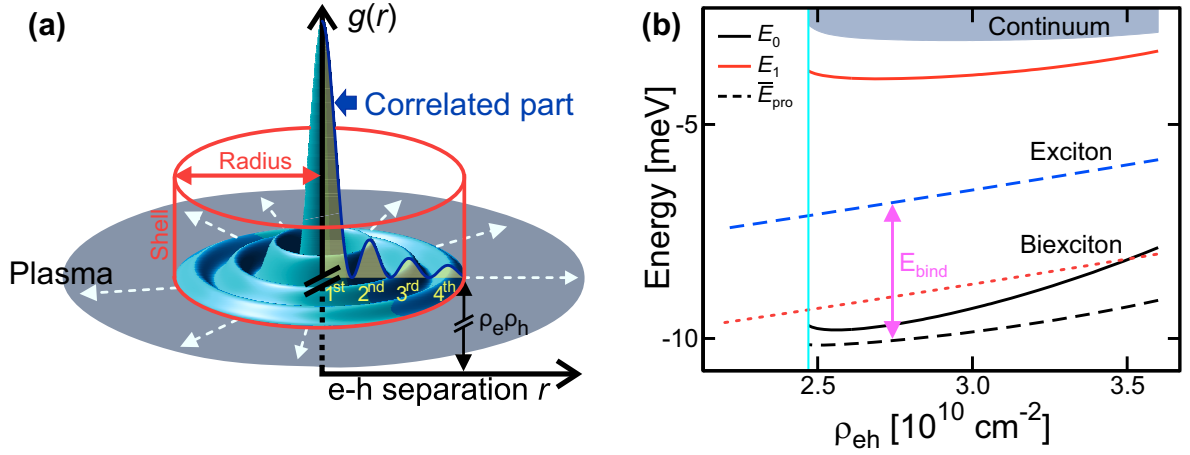 (a)
g(r)
Correlated part
Radius
Shell
Plasma
1st 2nd 3rd 4th
ρeρh
e-h separation r
(b)
E0
E1
E̅pro
Continuum
Exciton
Biexciton
Ebind
Energy [meV]
-5
-10
2.5 3.0 3.5
ρeh [10^10 cm^-2]